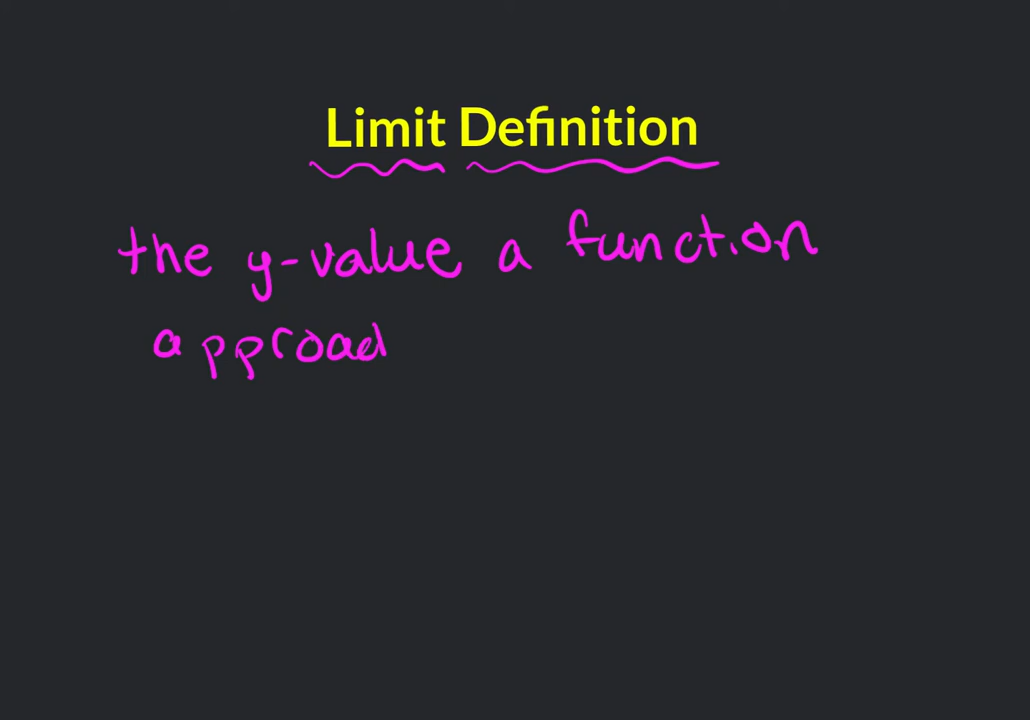 Limit Definition
the y-value a function
approad